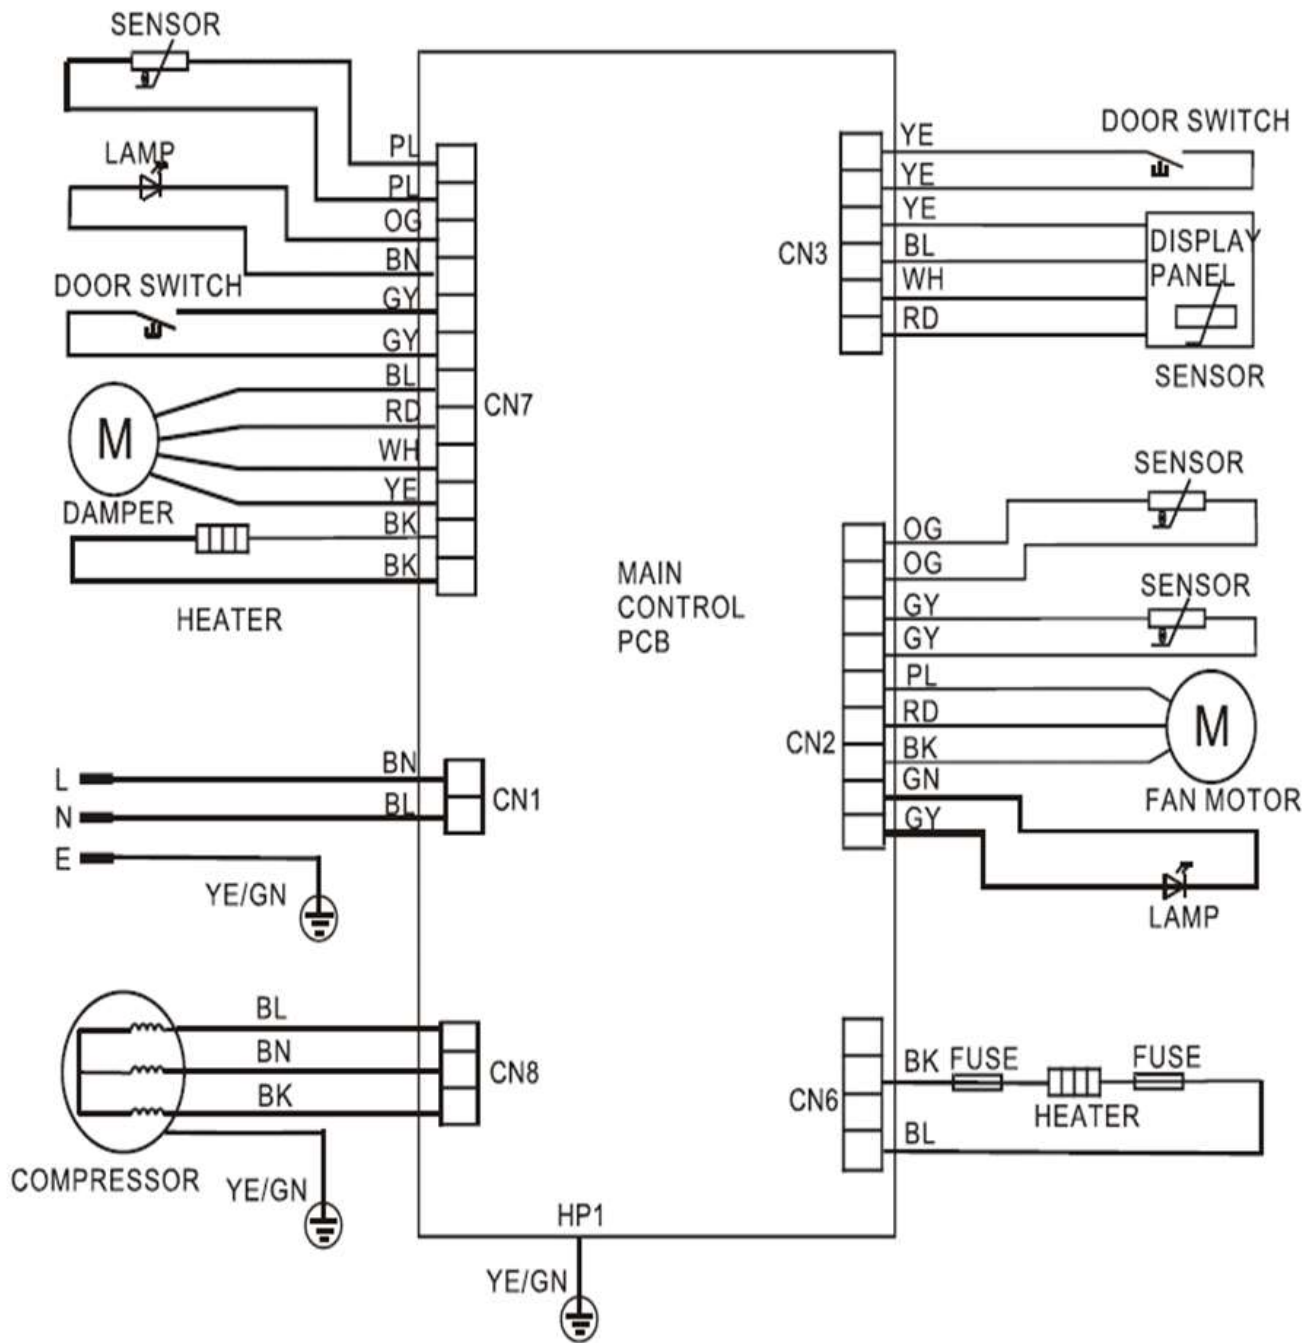 SENSOR
PL
LAMP
PL
OG
BN
DOOR SWITCH
GY
GY
BL
CN7
RD
M
WH
YE
DAMPER
BK
BK
HEATER
L
BN
CN1
N
BL
E
YE/GN
BL
BN
CN8
BK
COMPRESSOR
YE/GN
MAIN
CONTROL
PCB
HP1
YE/GN
DOOR SWITCH
YE
YE
YE
CN3
BL
DISPLAY
PANEL
WH
RD
SENSOR
SENSOR
OG
OG
SENSOR
GY
GY
PL
RD
M
CN2
BK
GN
FAN MOTOR
GY
LAMP
BK
FUSE
FUSE
CN6
HEATER
BL